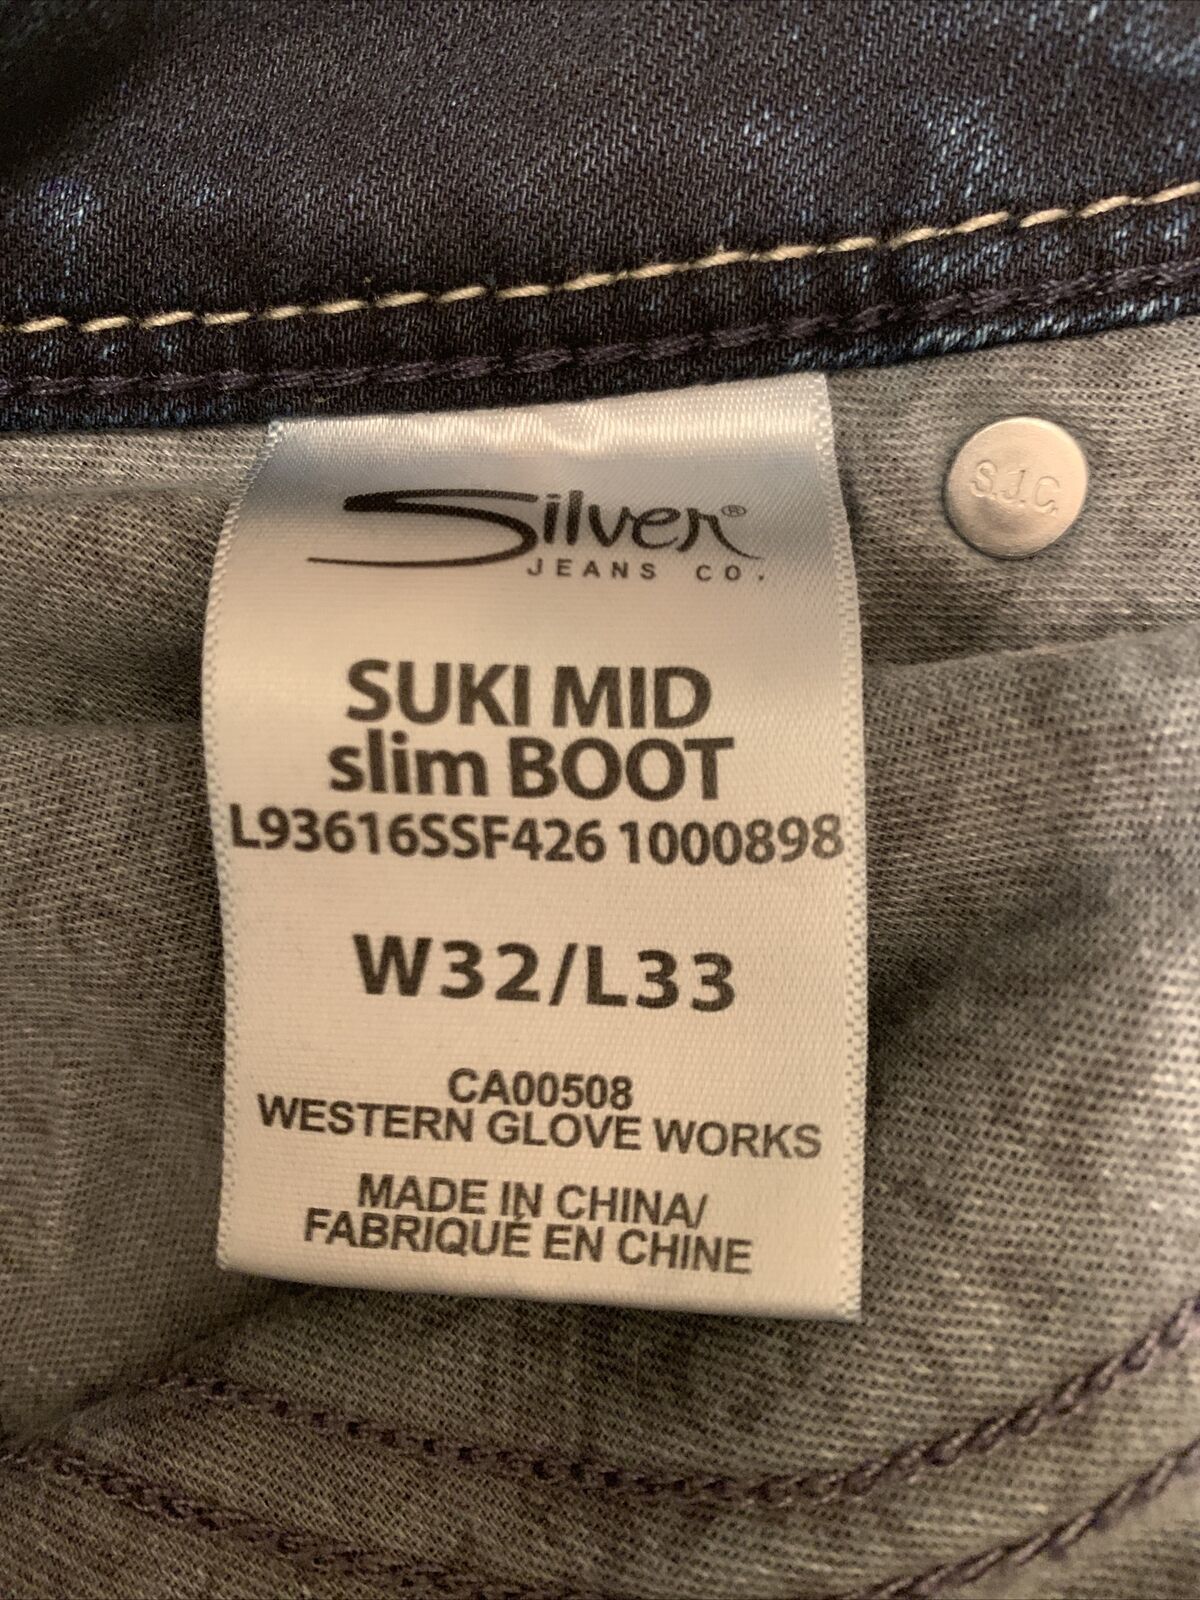 Silver®
JEANS CO.
S.J.C.
SUKI MID
slim BOOT
L93616SSF426 1000898
W32/L33
CA00508
WESTERN GLOVE WORKS
MADE IN CHINA/
FABRIQUÉ EN CHINE